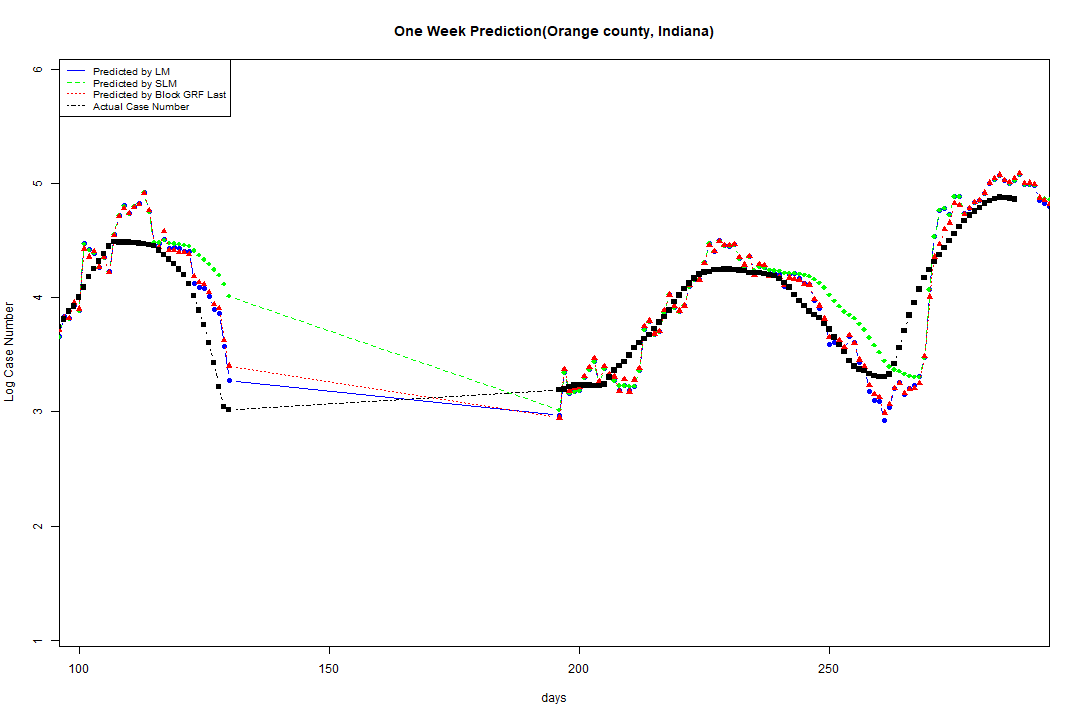 One Week Prediction(Orange county, Indiana)
Predicted by LM
Predicted by SLM
Predicted by Block GRF Last
Actual Case Number
6
5
4
3
2
1
Log Case Number
100 150 200 250
days